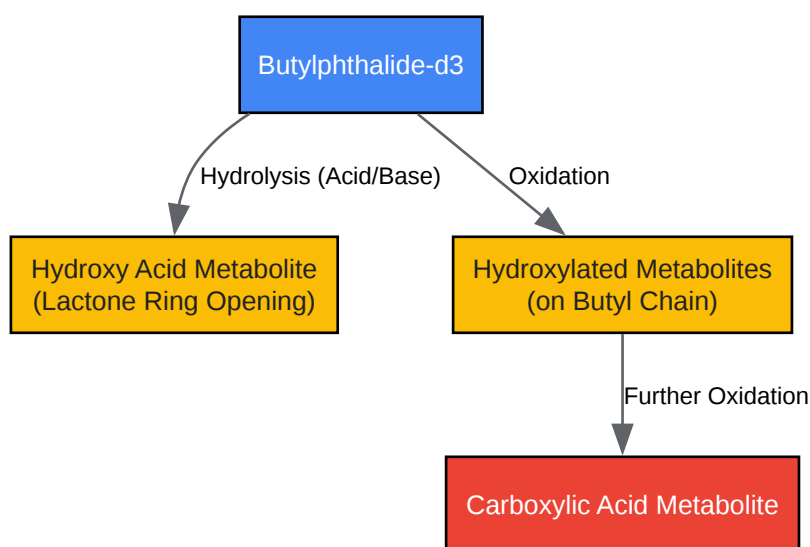 Butylphthalide-d3
Hydrolysis (Acid/Base)
Oxidation
Hydroxy Acid Metabolite
(Lactone Ring Opening)
Hydroxylated Metabolites
(on Butyl Chain)
Further Oxidation
Carboxylic Acid Metabolite